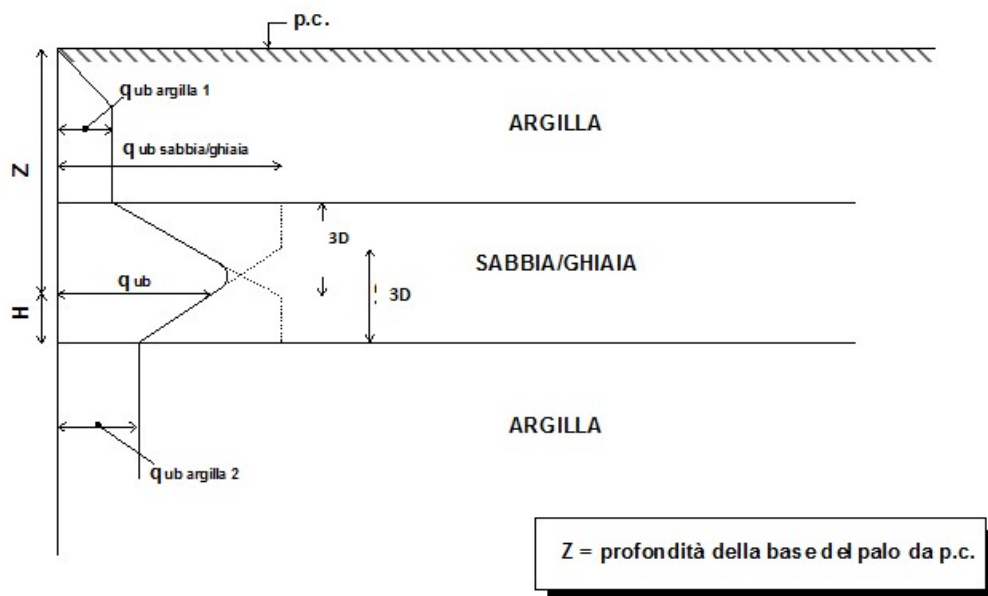 p.c.
q ub argilla 1
ARGILLA
q ub sabbia/ghiaia
Z
3D
SABBIA/GHIAIA
q ub
3D
H
ARGILLA
q ub argilla 2
Z = profondità della base del palo da p.c.